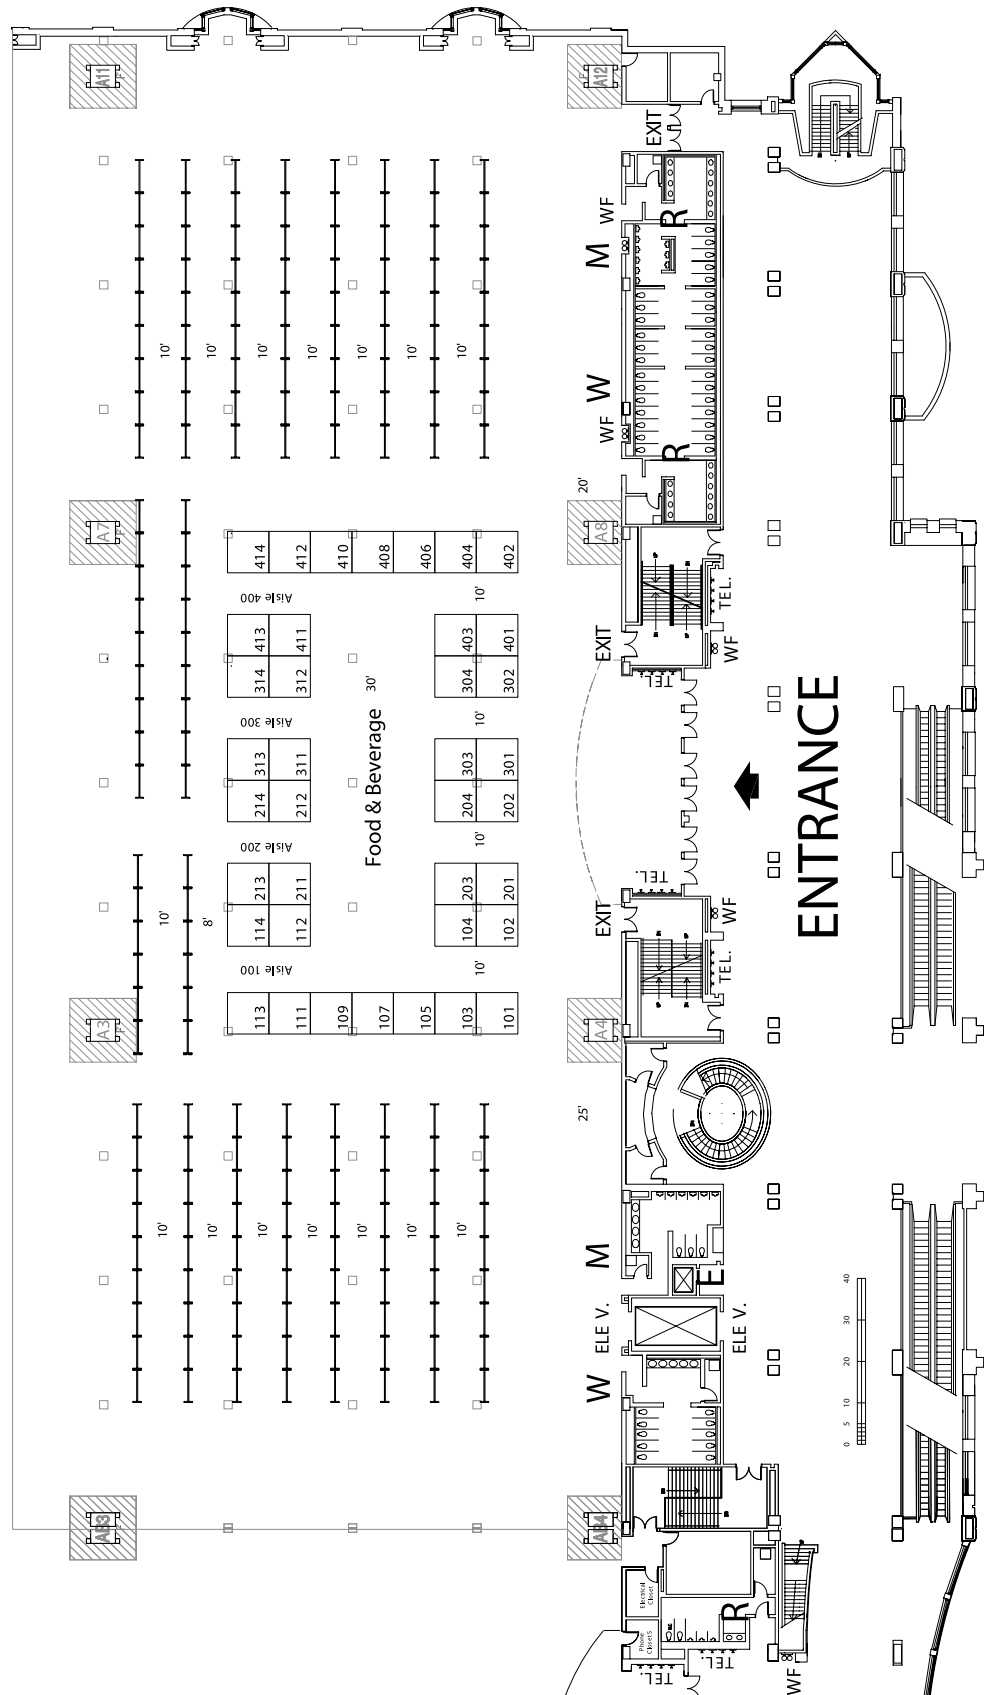 A11
F
A12
F
EXIT
WF
R
M
10'
10'
10'
10'
10'
10'
10'
W
WF
R
20'
A7
F
A8
F
414
412
410
408
406
404
402
Aisle 400
10'
TEL.
413
411
403
401
EXIT
WF
314
312
304
302
30'
TEL.
Aisle 300
10'
Food & Beverage
313
311
303
301
214
212
204
202
ENTRANCE
Aisle 200
10'
213
211
203
201
TEL.
114
112
104
102
10'
8'
EXIT
WF
Aisle 100
10'
TEL.
113
111
109
107
105
103
101
A3
F
A4
F
25'
10'
10'
10'
10'
10'
10'
10'
M
E
ELE V.
ELE V.
W
0 5 10 20 30 40
AB3
AB4
Electrical
Closet
R
Phone
Closet S
TEL.
TEL.
WF